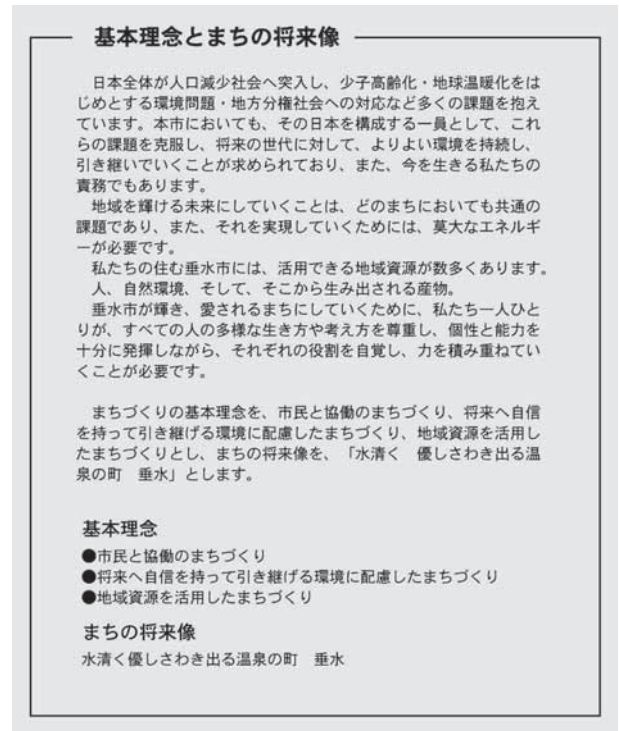 基本理念とまちの将来像
　日本全体が人口減少社会へ突入し、少子高齢化・地球温暖化をは
じめとする環境問題・地方分権社会への対応など多くの課題を抱え
ています。本市においても、その日本を構成する一員として、これ
らの課題を克服し、将来の世代に対して、よりよい環境を持続し、
引き継いでいくことが求められており、また、今を生きる私たちの
責務でもあります。
　地域を輝ける未来にしていくことは、どのまちにおいても共通の
課題であり、また、それを実現していくためには、莫大なエネルギ
ーが必要です。
　私たちの住む垂水市には、活用できる地域資源が数多くあります。
　人、自然環境、そして、そこから生み出される産物。
　垂水市が輝き、愛されるまちにしていくために、私たち一人ひと
りが、すべての人の多様な生き方や考え方を尊重し、個性と能力を
十分に発揮しながら、それぞれの役割を自覚し、力を積み重ねてい
くことが必要です。
　まちづくりの基本理念を、市民と協働のまちづくり、将来へ自信
を持って引き継げる環境に配慮したまちづくり、地域資源を活用し
たまちづくりとし、まちの将来像を、「水清く　優しさわき出る温
泉の町　垂水」とします。
基本理念
●市民と協働のまちづくり
●将来へ自信を持って引き継げる環境に配慮したまちづくり
●地域資源を活用したまちづくり
まちの将来像
水清く優しさわき出る温泉の町　垂水